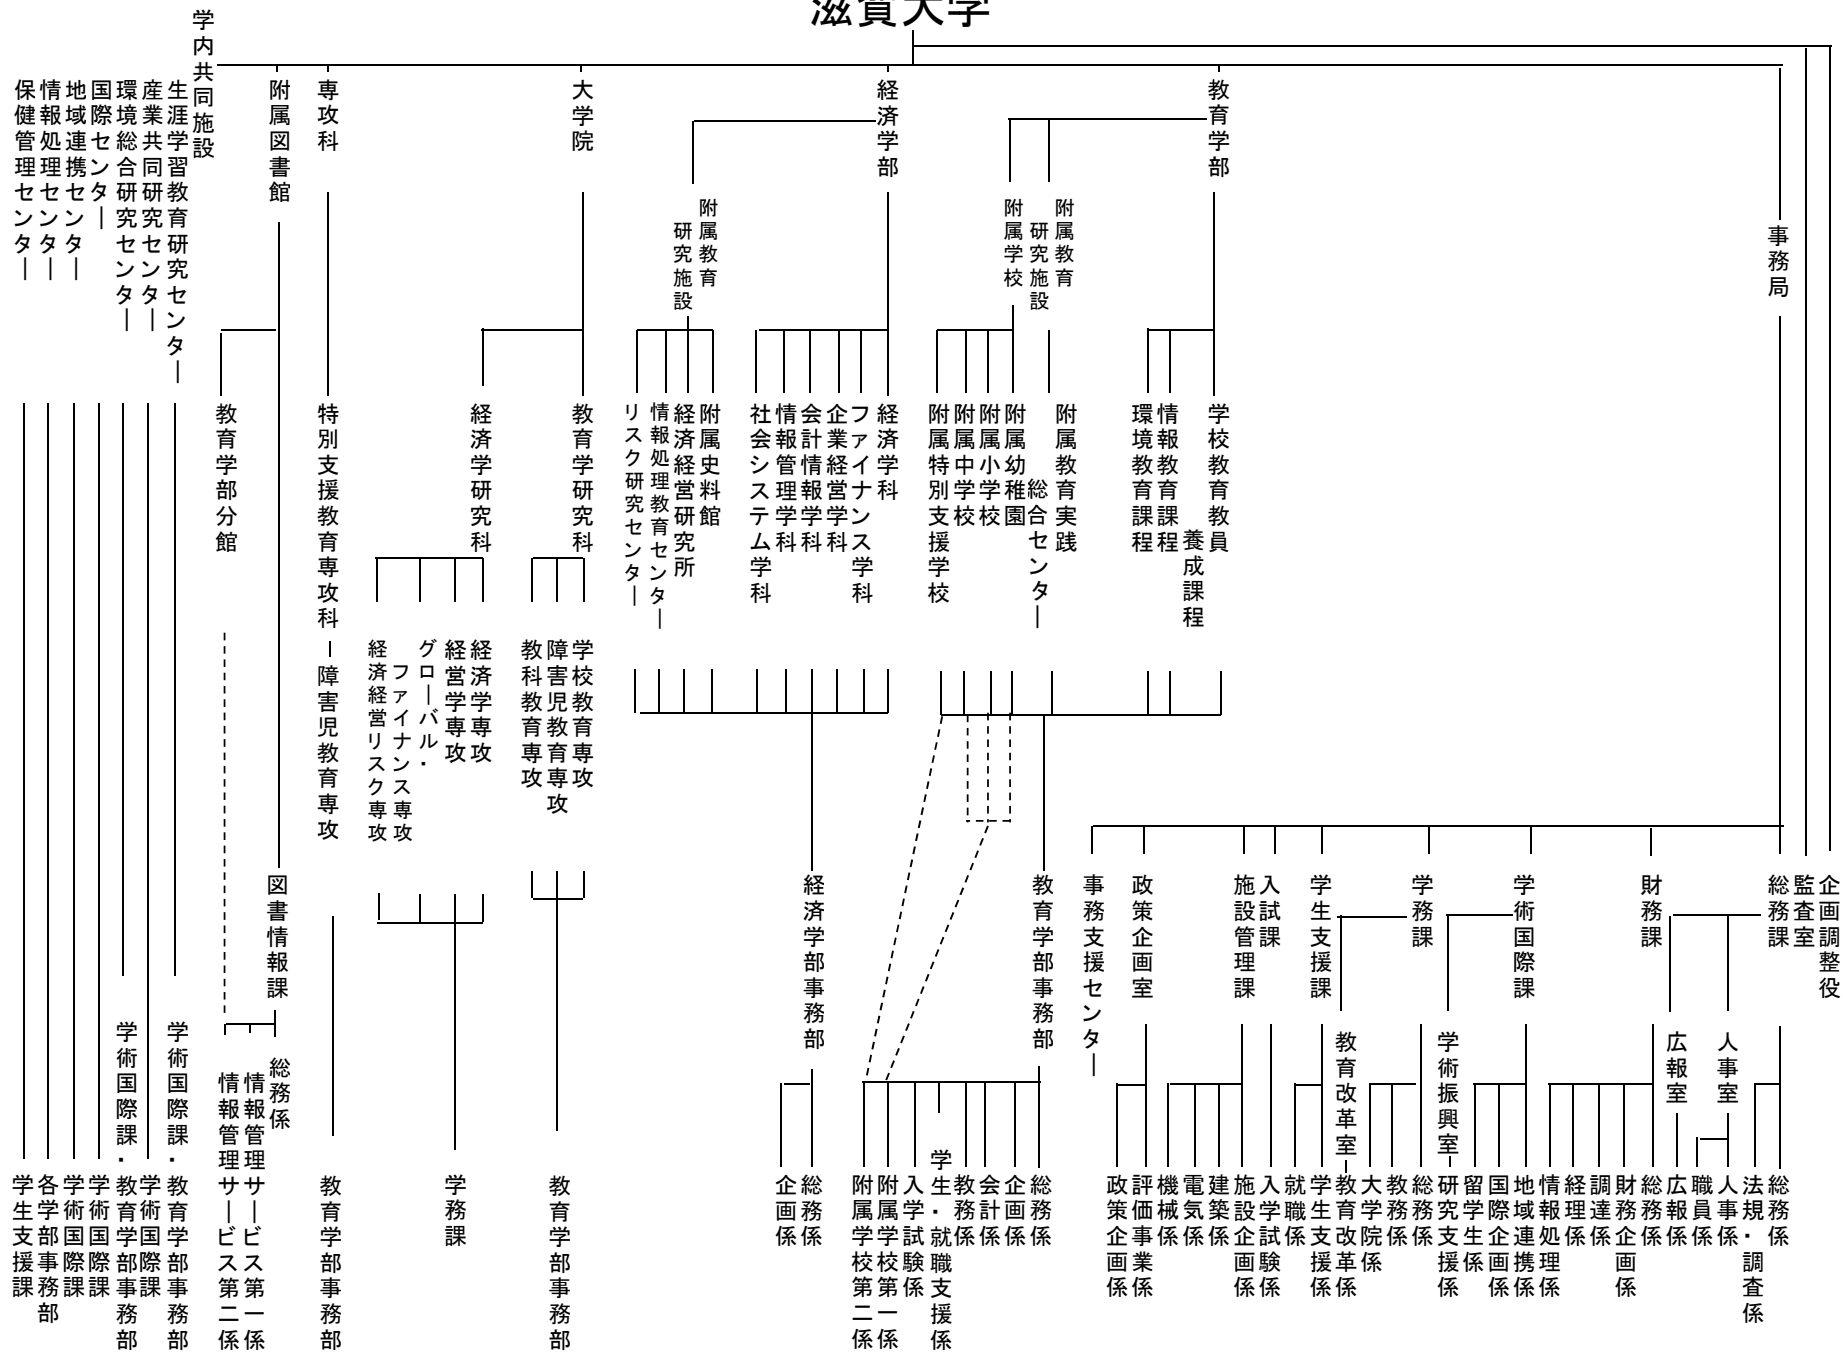 滋賀大学
企画調整役
監査室
事務局
教育学部
経済学部
大学院
専攻科
附属図書館
学内共同施設
生涯学習教育研究センター
産業共同研究センター
環境総合研究センター
国際センター
地域連携センター
情報処理センター
保健管理センター
附属教育
研究施設
附属学校
附属教育
研究施設
学校教育教員
養成課程
情報教育課程
環境教育課程
附属教育実践
総合センター
附属幼稚園
附属小学校
附属中学校
附属特別支援学校
経済学科
ファイナンス学科
企業経営学科
会計情報学科
情報管理学科
社会システム学科
附属史料館
経済経営研究所
情報処理教育センター
リスク研究センター
教育学研究科
経済学研究科
特別支援教育専攻科
教育学部分館
学校教育専攻
障害児教育専攻
教科教育専攻
経済学専攻
経営学専攻
グローバル・
ファイナンス専攻
経済経営リスク専攻
障害児教育専攻
総務課
財務課
学術国際課
学務課
学生支援課
入試課
施設管理課
政策企画室
事務支援センター
教育学部事務部
経済学部事務部
図書情報課
人事室
広報室
学術振興室
教育改革室
総務係
法規・調査係
人事係
職員係
広報係
総務係
財務企画係
調達係
経理係
情報処理係
地域連携係
国際企画係
留学生係
研究支援係
総務係
教務係
大学院係
教育改革係
学生支援係
就職係
入学試験係
施設企画係
建築係
電気係
機械係
評価事業係
政策企画係
総務係
企画係
会計係
教務係
学生・就職支援係
入学試験係
附属学校第一係
附属学校第二係
総務係
企画係
教育学部事務部
学務課
教育学部事務部
総務係
情報管理サービス第一係
情報管理サービス第二係
学術国際課・教育学部事務部
学術国際課
学術国際課・教育学部事務部
学術国際課
学術国際課
各学部事務部
学生支援課